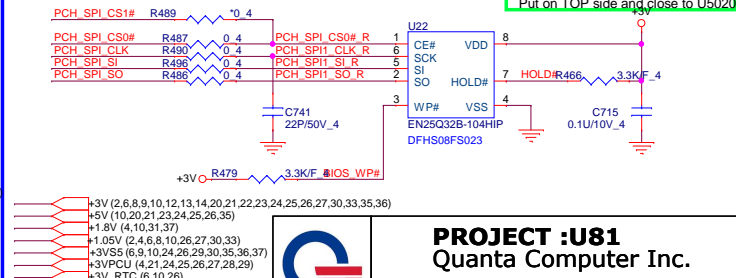 Put on TOP side and close to U5020
PCH_SPI_CS1# R489 *0_4
+3V
U22
PCH_SPI_CS0# R487 0_4 PCH_SPI_CS0#_R 1 CE# VDD 8
PCH_SPI_CLK R490 0_4 PCH_SPI1_CLK_R 6 SCK
PCH_SPI_SI R496 0_4 PCH_SPI1_SI_R 5 SI
PCH_SPI_SO R486 0_4 PCH_SPI1_SO_R 2 SO HOLD# 7 HOLD# R466 3.3K/F_4
3 WP# VSS 4
C741
22P/50V_4
EN25Q32B-104HIP
DFHS08FS023
C715
0.1U/10V_4
+3V R479 3.3K/F_4 BIOS_WP#
+3V (2,6,8,9,10,12,13,14,20,21,22,23,24,25,26,27,30,33,35,36)
+5V (10,20,21,23,24,25,26,35)
+1.8V (4,10,31,37)
+1.05V (2,4,6,8,10,26,27,30,33)
+3VS5 (6,9,10,24,26,29,30,35,36,37)
+3VPCU (4,21,24,25,26,27,28,29)
+3V_RTC (6,10,26)
PROJECT :U81
Quanta Computer Inc.